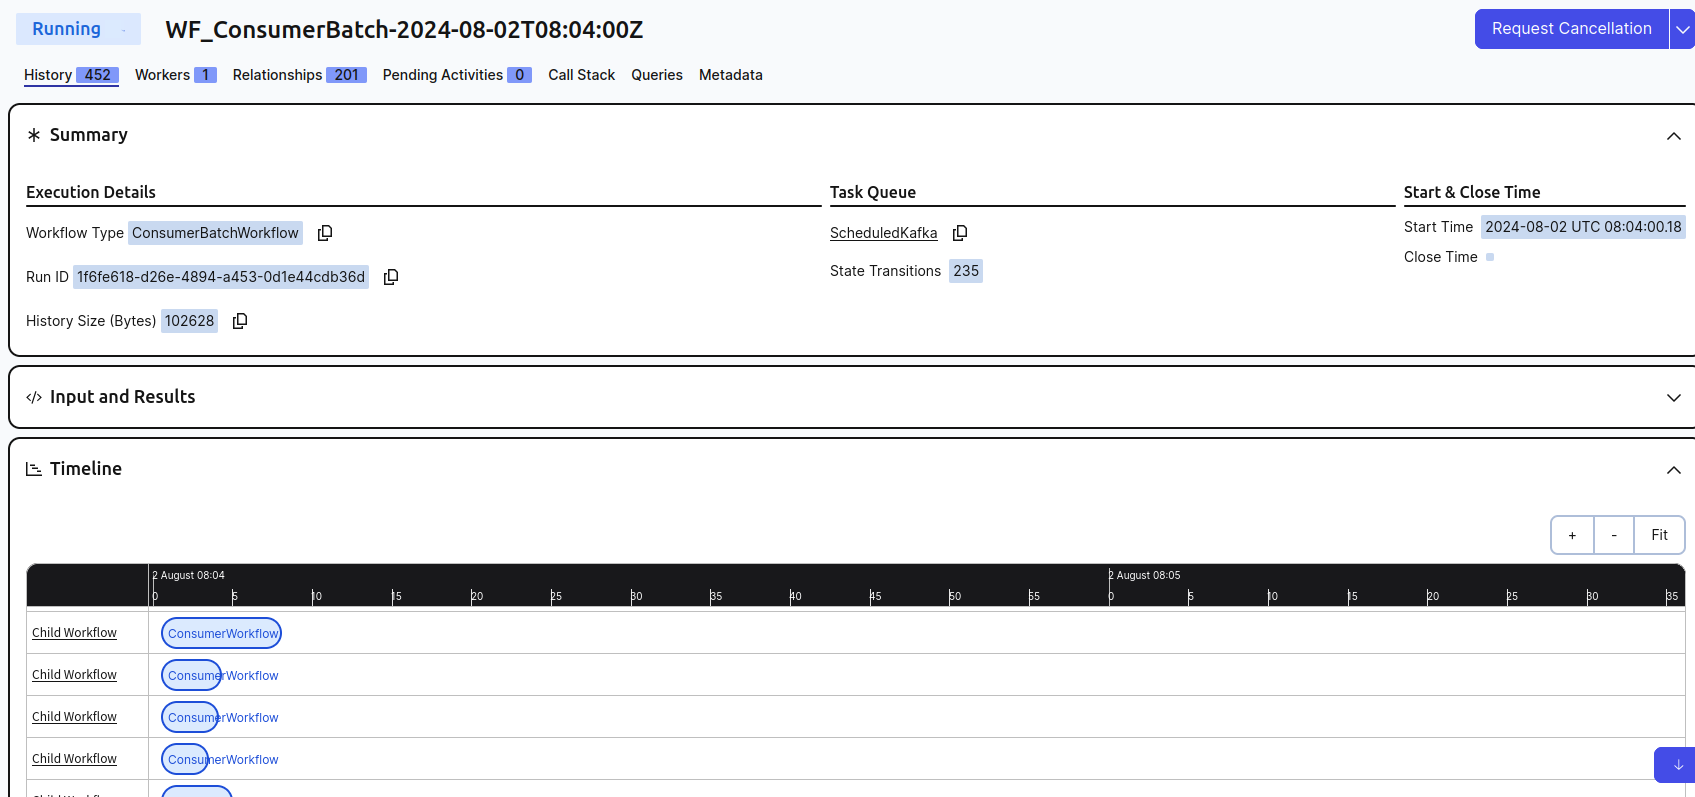 Running
WF_ConsumerBatch-2024-08-02T08:04:00Z
Request Cancellation
History 452 Workers 1 Relationships 201 Pending Activities 0 Call Stack Queries Metadata
Summary
Execution Details
Workflow Type ConsumerBatchWorkflow
Run ID 1f6fe618-d26e-4894-a453-0d1e44cdb36d
History Size (Bytes) 102628
Task Queue
ScheduledKafka
State Transitions 235
Start & Close Time
Start Time 2024-08-02 UTC 08:04:00.18
Close Time
Input and Results
Timeline
+ - Fit
2 August 08:04 2 August 08:05
0 5 10 15 20 25 30 35 40 45 50 55 0 5 10 15 20 25 30 35
Child Workflow ConsumerWorkflow
Child Workflow ConsumerWorkflow
Child Workflow ConsumerWorkflow
Child Workflow ConsumerWorkflow